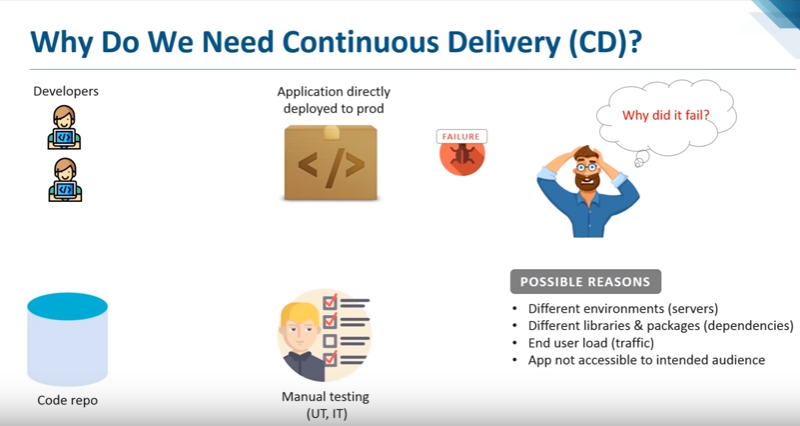 Why Do We Need Continuous Delivery (CD)?
Developers
Application directly
deployed to prod
FAILURE
Why did it fail?
</>
Code repo
Manual testing
(UT, IT)
POSSIBLE REASONS
• Different environments (servers)
• Different libraries & packages (dependencies)
• End user load (traffic)
• App not accessible to intended audience